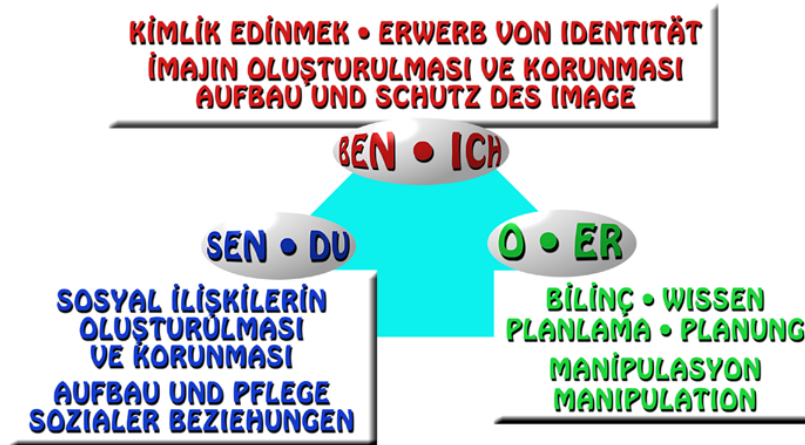 KİMLİK EDİNMEK • ERWERB VON IDENTITÄT
İMAJIN OLUŞTURULMASI VE KORUNMASI
AUFBAU UND SCHUTZ DES IMAGE
BEN • ICH
SEN • DU
O • ER
SOSYAL İLİŞKİLERİN
OLUŞTURULMASI
VE KORUNMASI
AUFBAU UND PFLEGE
SOZIALER BEZIEHUNGEN
BİLİNÇ • WISSEN
PLANLAMA • PLANUNG
MANİPULASYON
MANIPULATION